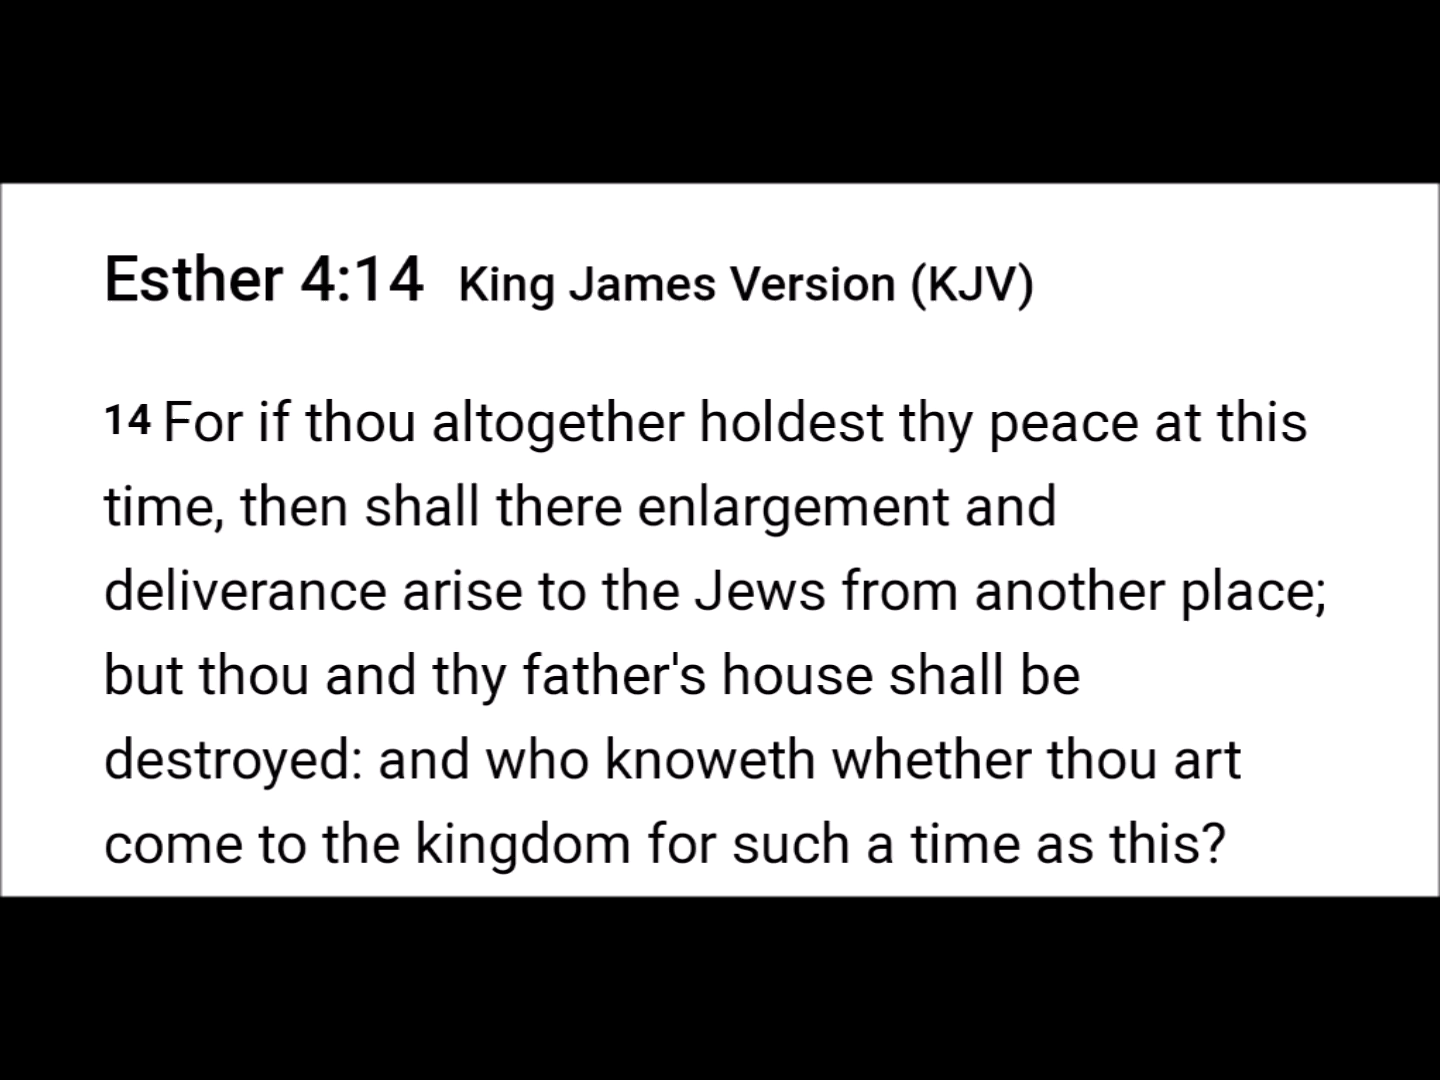 Esther 4:14 King James Version (KJV)
14 For if thou altogether holdest thy peace at this
time, then shall there enlargement and
deliverance arise to the Jews from another place;
but thou and thy father's house shall be
destroyed: and who knoweth whether thou art
come to the kingdom for such a time as this?